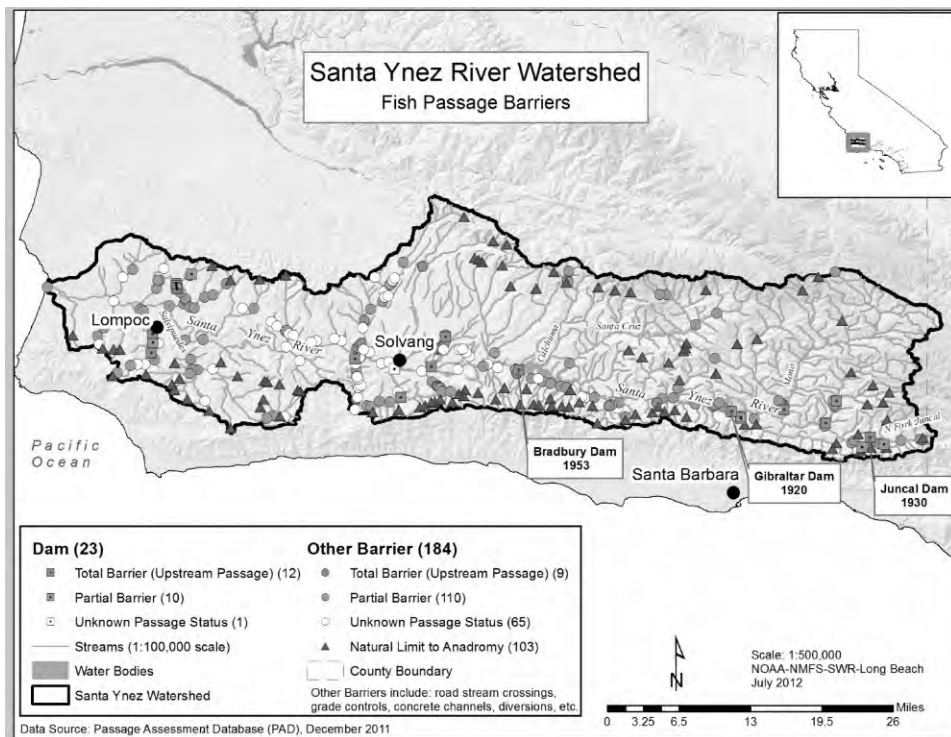 Santa Ynez River Watershed
Fish Passage Barriers
Lompoc
Salsipuedes
Santa
Ynez
River
Solvang
Cachuma
Santa Cruz
Mono
Santa
Ynez
River
N Fork Juncal
Pacific
Ocean
Bradbury Dam
1953
Santa Barbara
Gibraltar Dam
1920
Juncal Dam
1930
Dam (23)
Total Barrier (Upstream Passage) (12)
Partial Barrier (10)
Unknown Passage Status (1)
Streams (1:100,000 scale)
Water Bodies
Santa Ynez Watershed
Other Barrier (184)
Total Barrier (Upstream Passage) (9)
Partial Barrier (110)
Unknown Passage Status (65)
Natural Limit to Anadromy (103)
County Boundary
Other Barriers include: road stream crossings,
grade controls, concrete channels, diversions, etc.
N
Scale: 1:500,000
NOAA-NMFS-SWR-Long Beach
July 2012
Miles
0 3.25 6.5 13 19.5 26
Data Source: Passage Assessment Database (PAD), December 2011